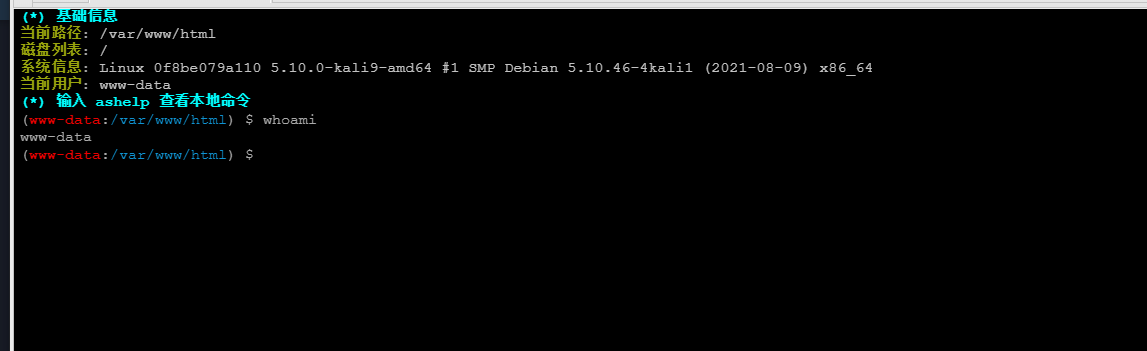 (*) 基础信息
当前路径: /var/www/html
磁盘列表: /
系统信息: Linux 0f8be079a110 5.10.0-kali9-amd64 #1 SMP Debian 5.10.46-4kali1 (2021-08-09) x86_64
当前用户: www-data
(*) 输入 ashelp 查看本地命令
(www-data:/var/www/html) $ whoami
www-data
(www-data:/var/www/html) $